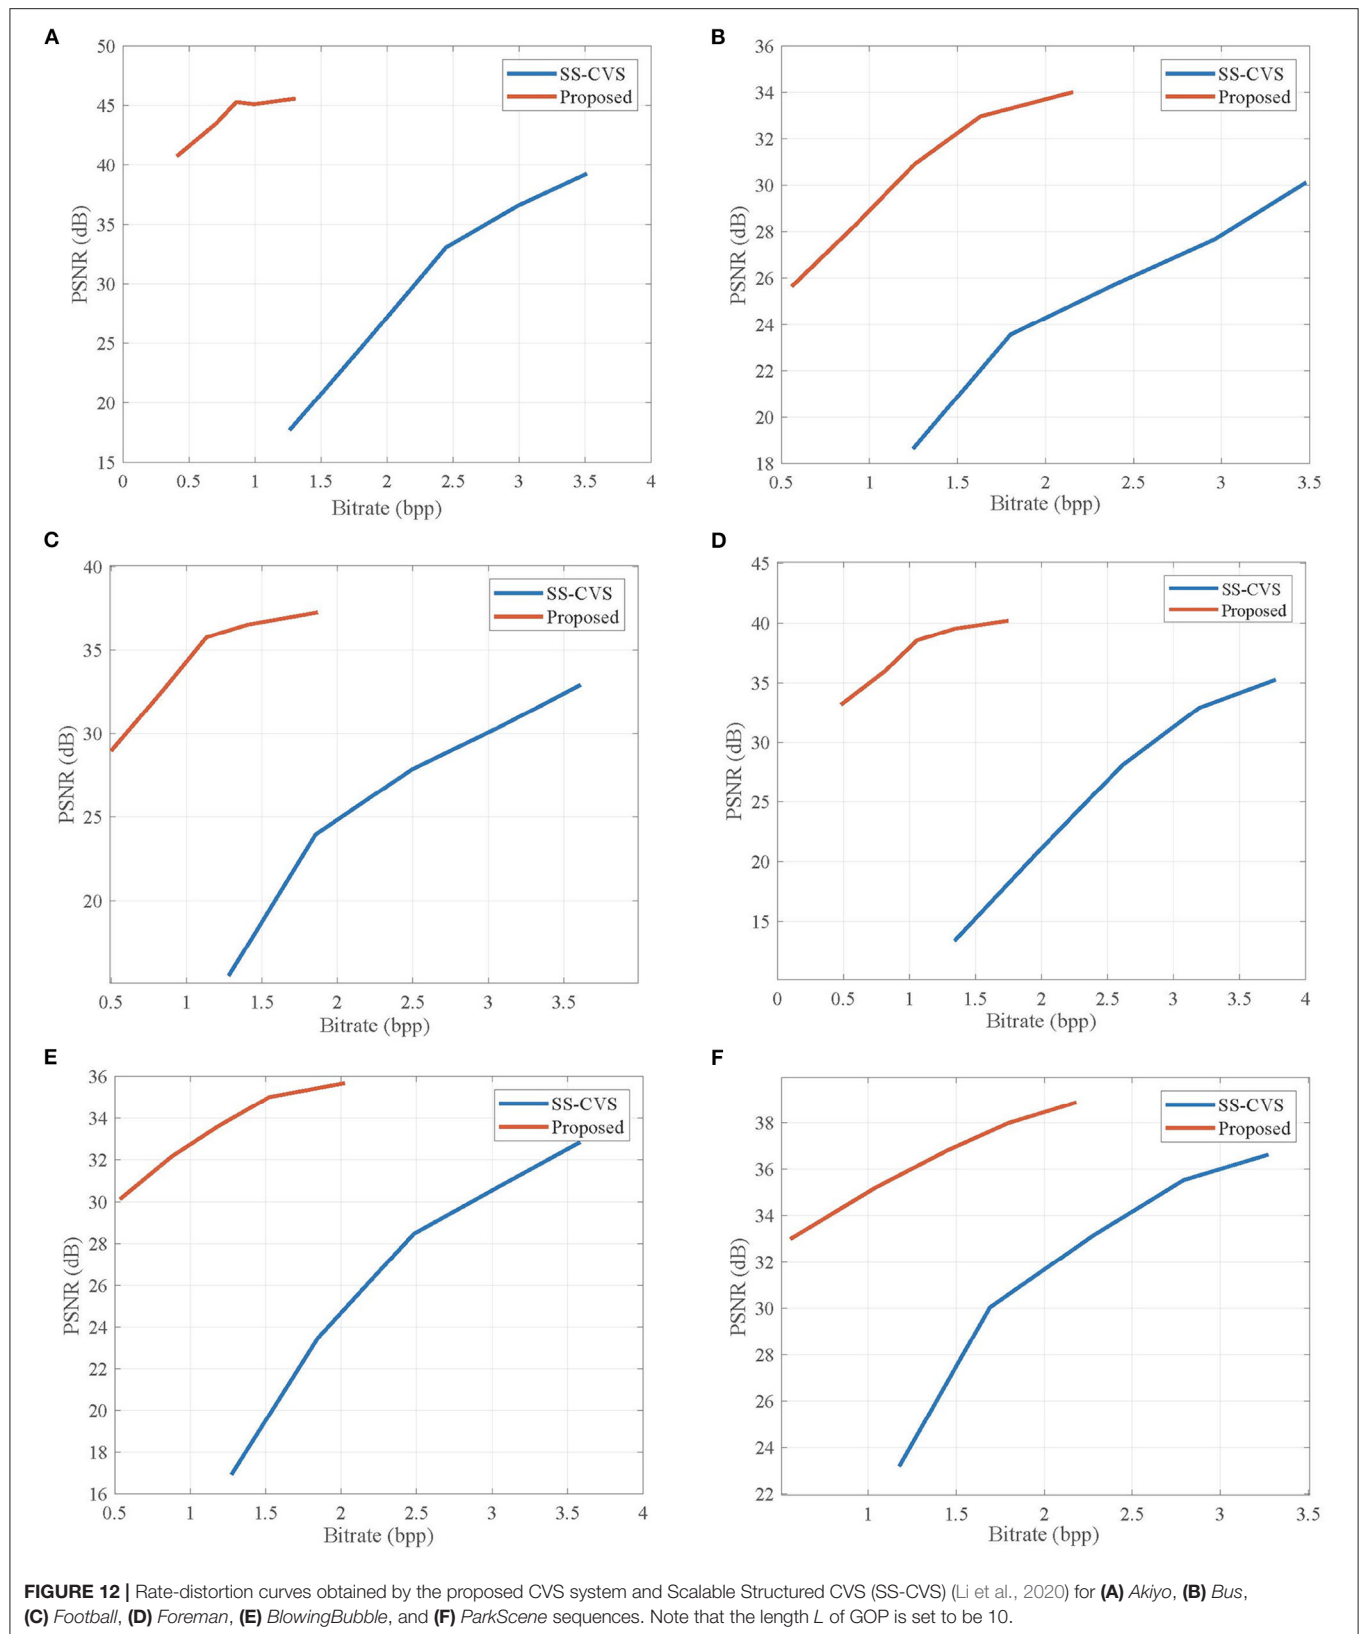 A
50
45
40
35
30
25
20
15
PSNR (dB)
SS-CVS
Proposed
0 0.5 1 1.5 2 2.5 3 3.5 4
Bitrate (bpp)
B
36
34
32
30
28
26
24
22
20
18
PSNR (dB)
SS-CVS
Proposed
0.5 1 1.5 2 2.5 3 3.5
Bitrate (bpp)
C
40
35
30
25
20
PSNR (dB)
SS-CVS
Proposed
0.5 1 1.5 2 2.5 3 3.5
Bitrate (bpp)
D
45
40
35
30
25
20
15
PSNR (dB)
SS-CVS
Proposed
0 0.5 1 1.5 2 2.5 3 3.5 4
Bitrate (bpp)
E
36
34
32
30
28
26
24
22
20
18
16
PSNR (dB)
SS-CVS
Proposed
0.5 1 1.5 2 2.5 3 3.5 4
Bitrate (bpp)
F
38
36
34
32
30
28
26
24
22
PSNR (dB)
SS-CVS
Proposed
1 1.5 2 2.5 3 3.5
Bitrate (bpp)
FIGURE 12 | Rate-distortion curves obtained by the proposed CVS system and Scalable Structured CVS (SS-CVS) (Li et al., 2020) for (A) Akiyo, (B) Bus,
(C) Football, (D) Foreman, (E) BlowingBubble, and (F) ParkScene sequences. Note that the length L of GOP is set to be 10.